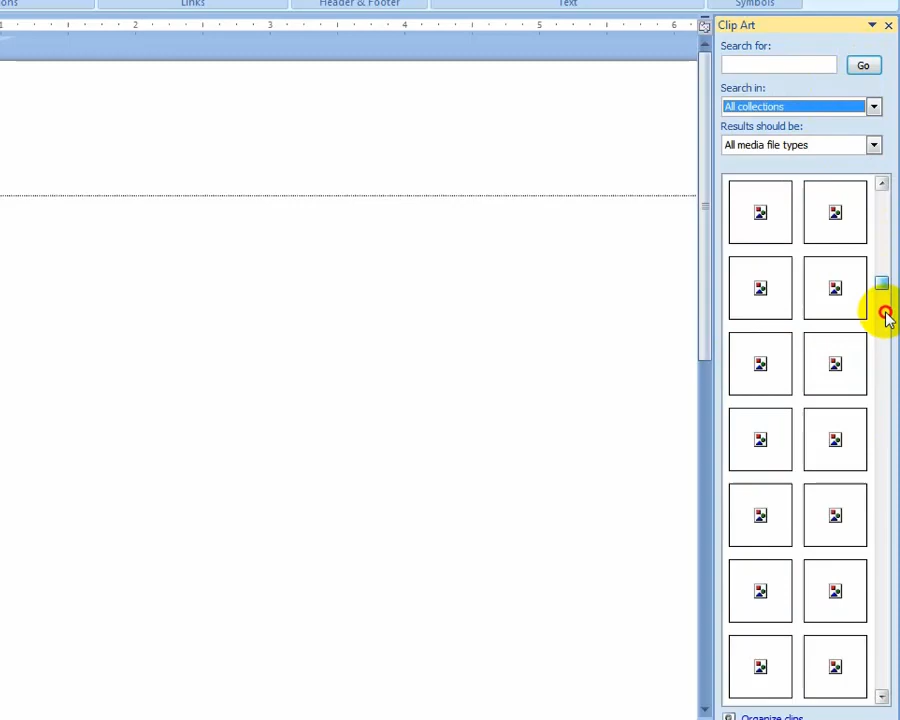 Links
Header & Footer
Text
Symbols
1 2 3 4 5 6
Clip Art
Search for:
Go
Search in:
All collections
Results should be:
All media file types
Organize clips...